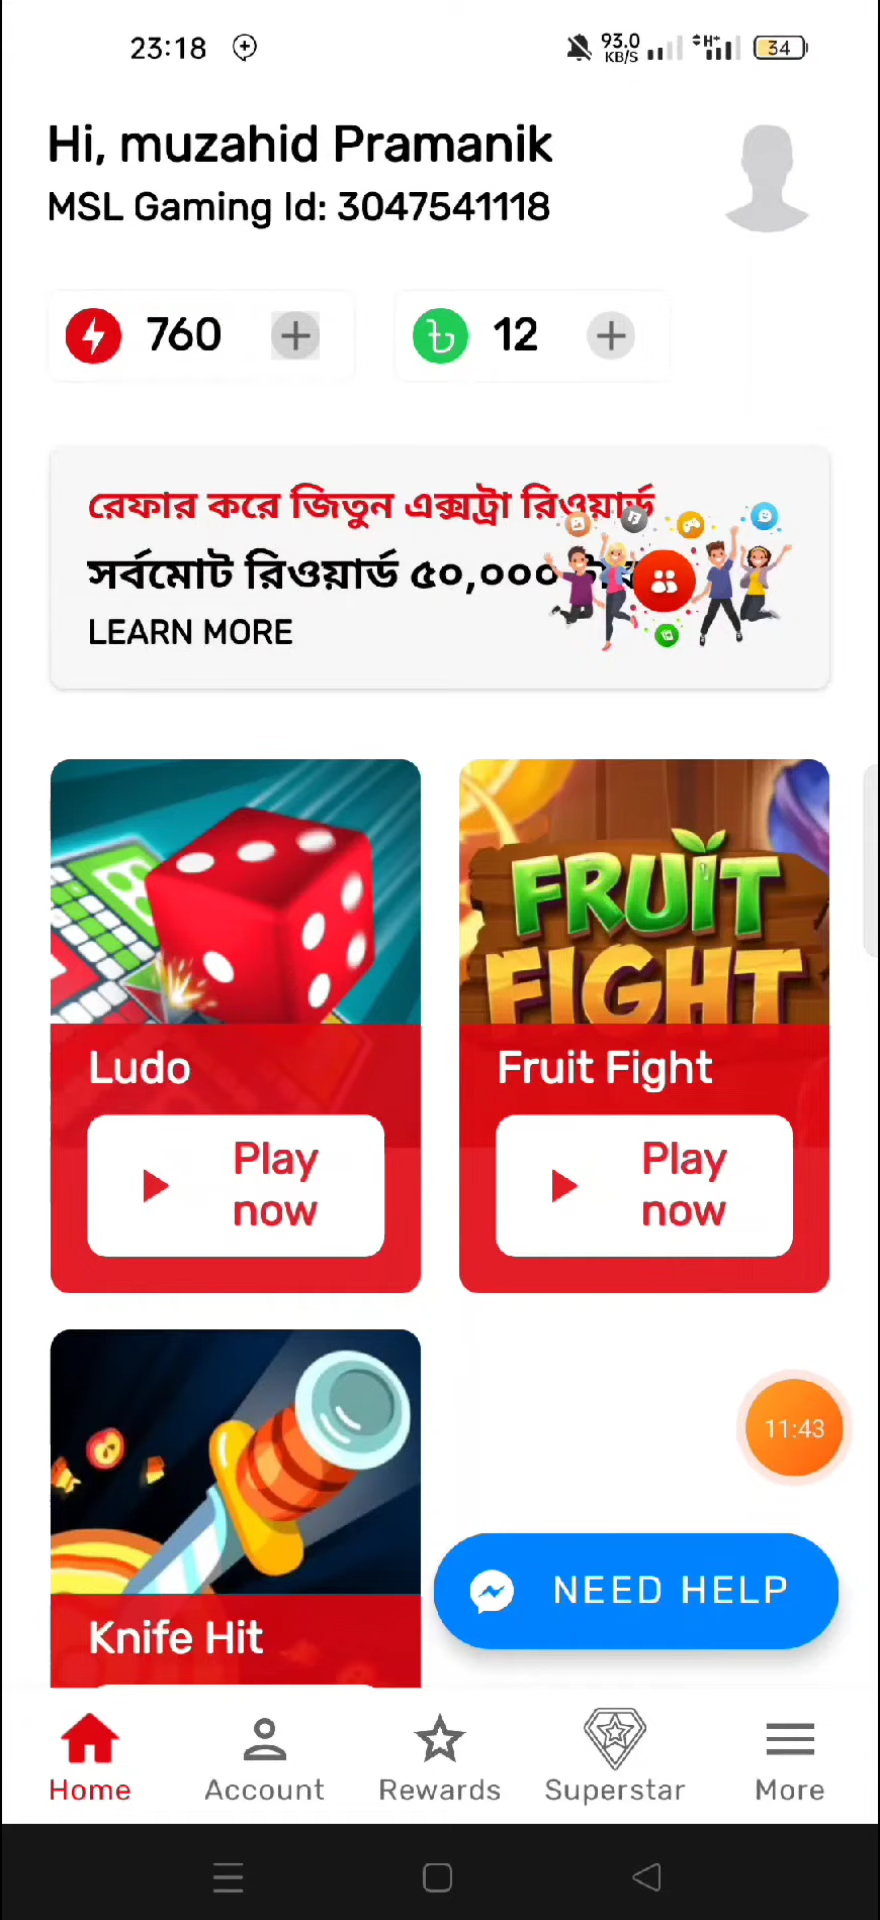 23:18
93.0
KB/S
H+
34
Hi, muzahid Pramanik
MSL Gaming Id: 3047541118
760
৳ 12
রেফার করে জিতুন এক্সট্রা রিওয়ার্ড
সর্বমোট রিওয়ার্ড ৫০,০০০
LEARN MORE
FRUIT
FIGHT
Ludo
Fruit Fight
Play
now
Play
now
11:43
NEED HELP
Knife Hit
Home
Account
Rewards
Superstar
More